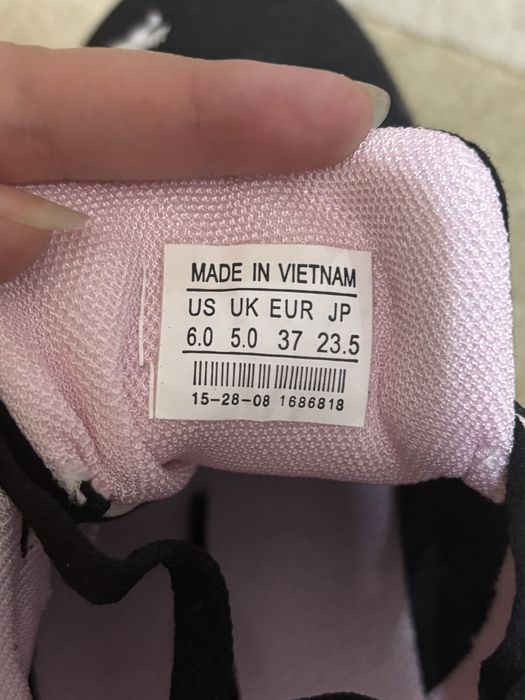 MADE IN VIETNAM
US UK EUR JP
6.0 5.0 37 23.5
15-28-08 1686818